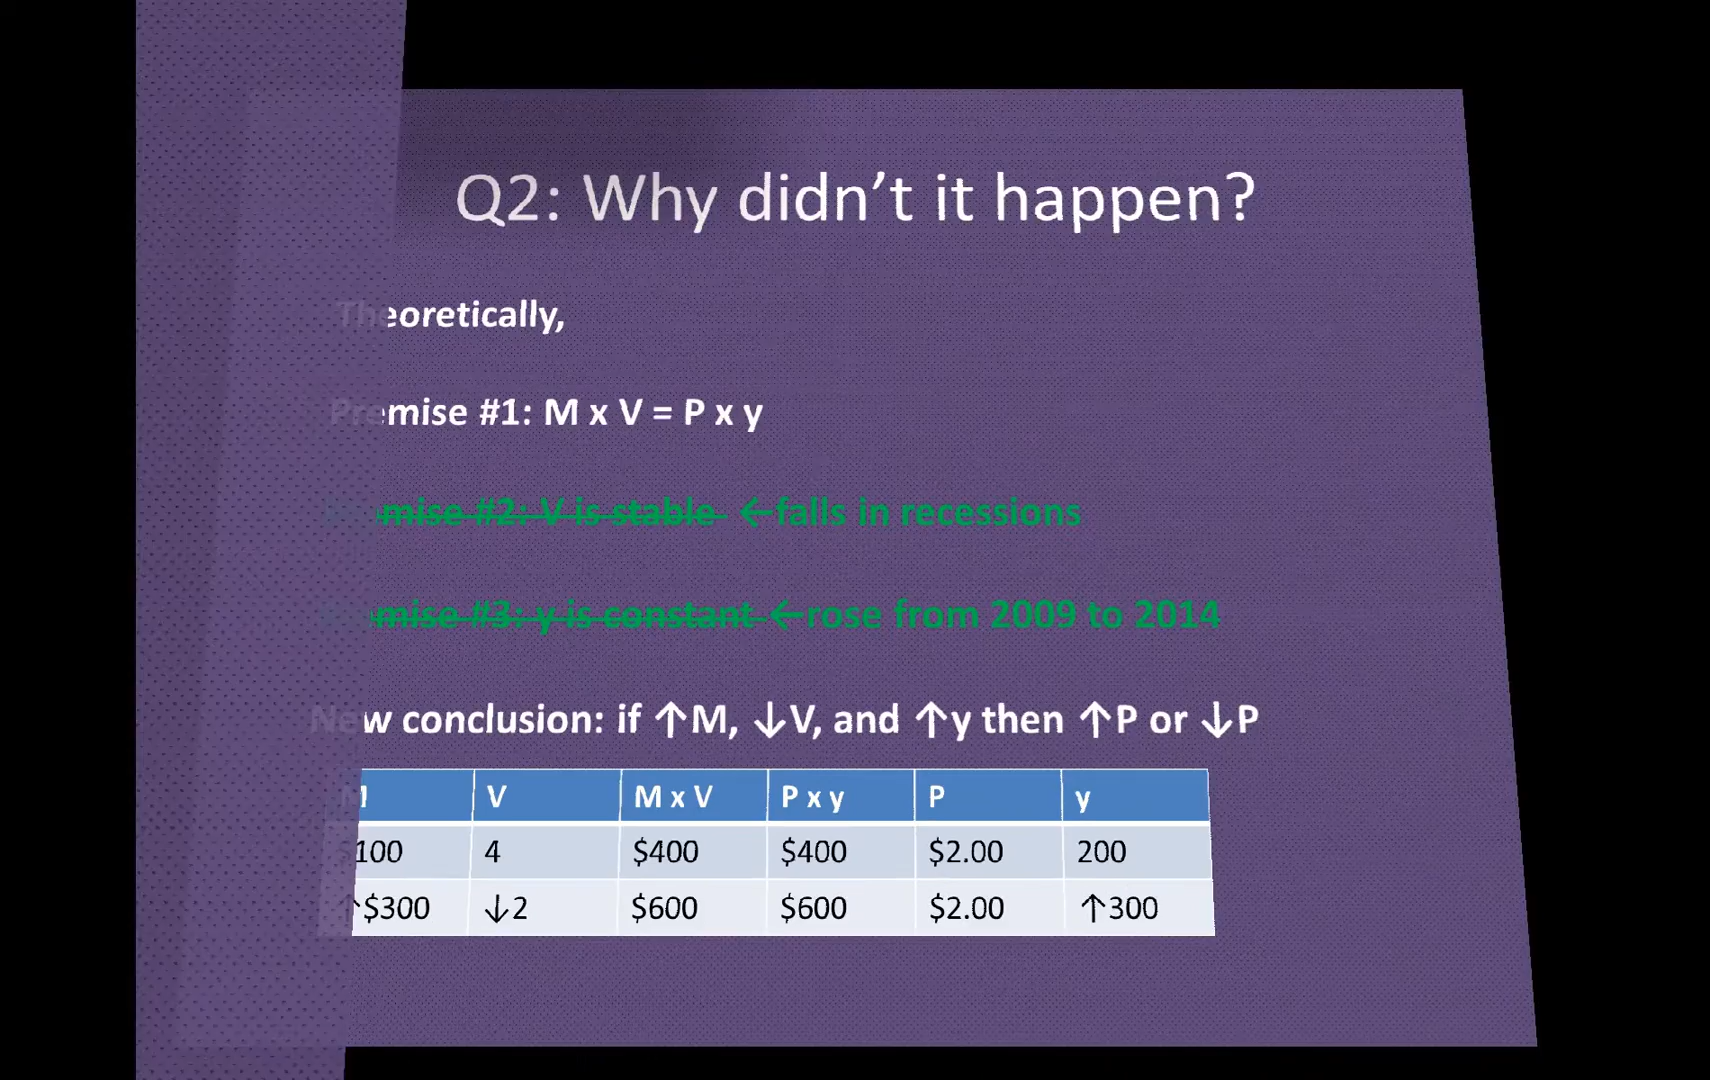 Q2: Why didn't it happen?
Theoretically,
Premise #1: M x V = P x y
Premise #2: V is stable ←falls in recessions
Premise #3: y is constant ←rose from 2009 to 2014
New conclusion: if ↑M, ↓V, and ↑y then ↑P or ↓P
M V M x V P x y P y
$100 4 $400 $400 $2.00 200
↑$300 ↓2 $600 $600 $2.00 ↑300